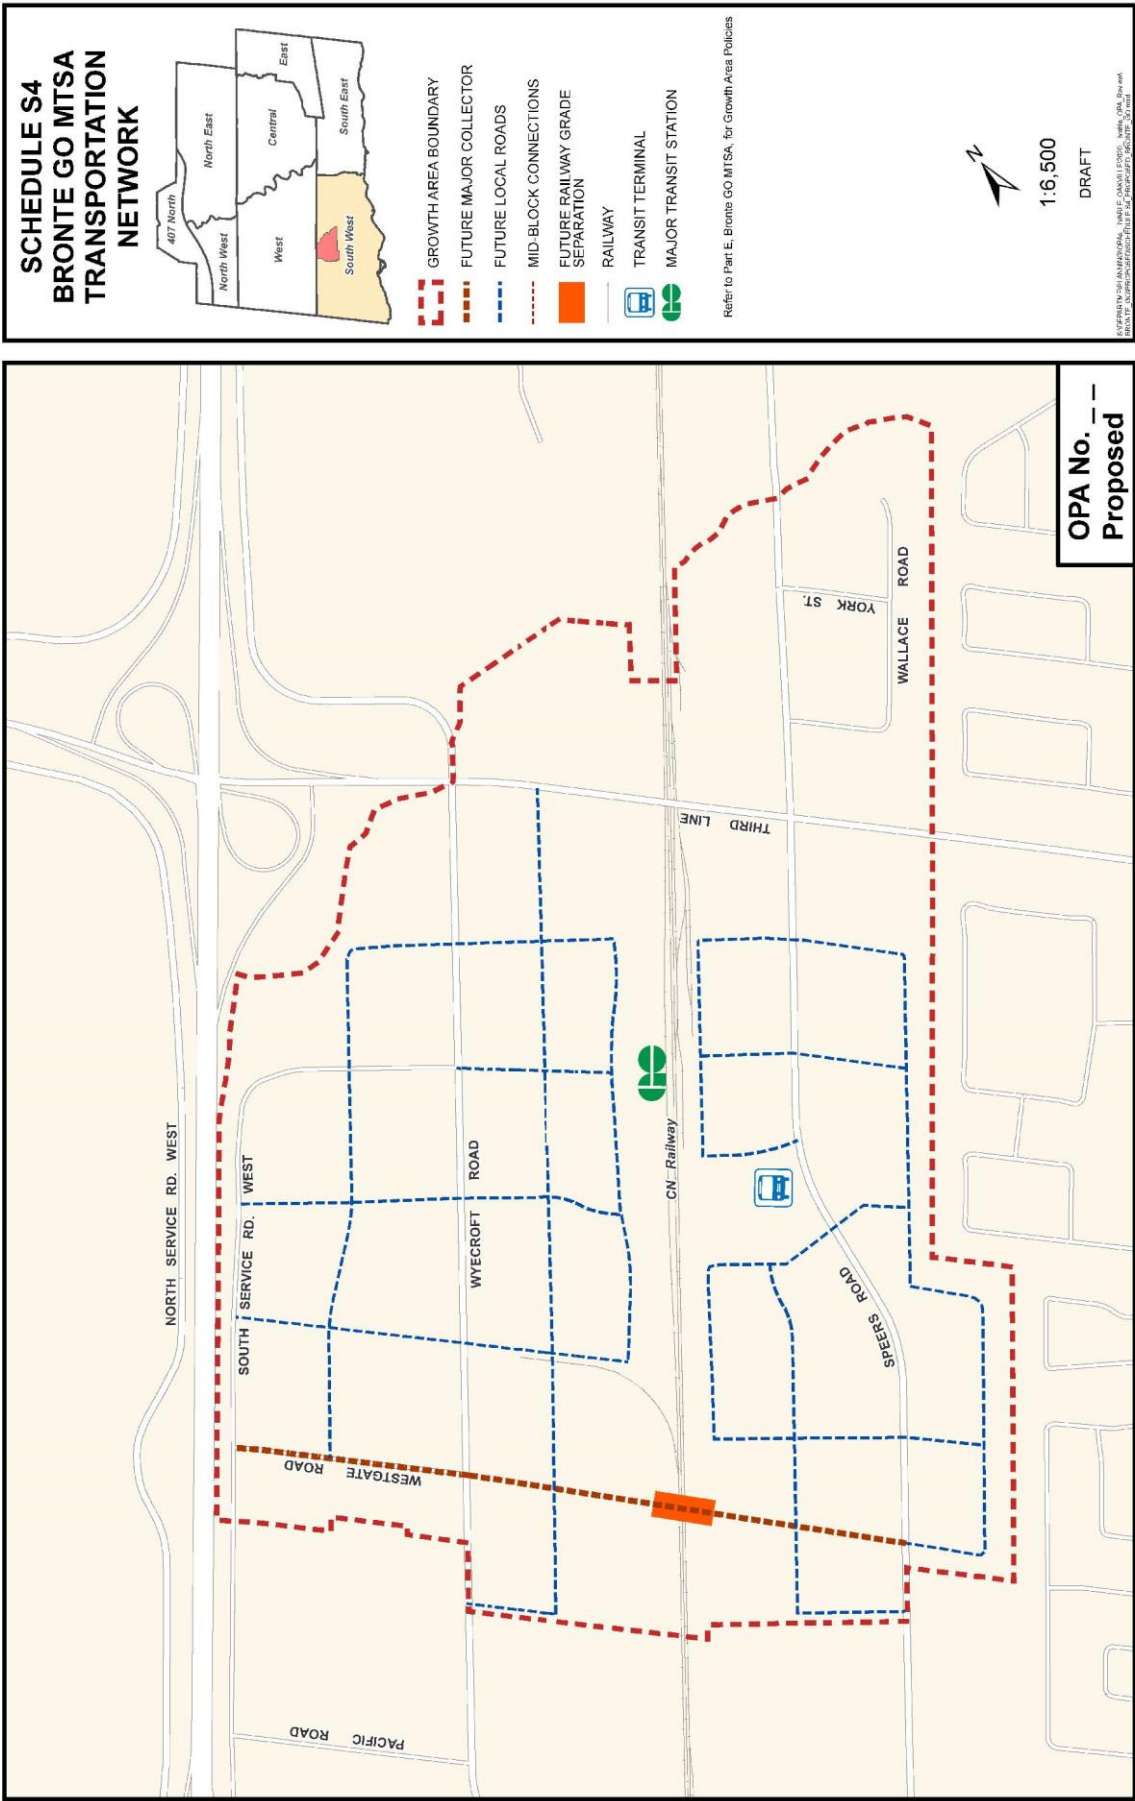 SCHEDULE S4
BRONTE GO MTSA
TRANSPORTATION
NETWORK
407 North
North East
North West
West
Central
East
South East
South West
GROWTH AREA BOUNDARY
FUTURE MAJOR COLLECTOR
FUTURE LOCAL ROADS
MID-BLOCK CONNECTIONS
FUTURE RAILWAY GRADE
SEPARATION
RAILWAY
TRANSIT TERMINAL
MAJOR TRANSIT STATION
Refer to Part E, Bronte GO MTSA, for Growth Area Policies
N
1:6,500
DRAFT
NORTH SERVICE RD. WEST
SOUTH SERVICE RD. WEST
WYECROFT ROAD
WESTGATE ROAD
PACIFIC ROAD
CN Railway
THIRD LINE
SPEERS ROAD
YORK ST.
WALLACE ROAD
OPA No. _ _
Proposed